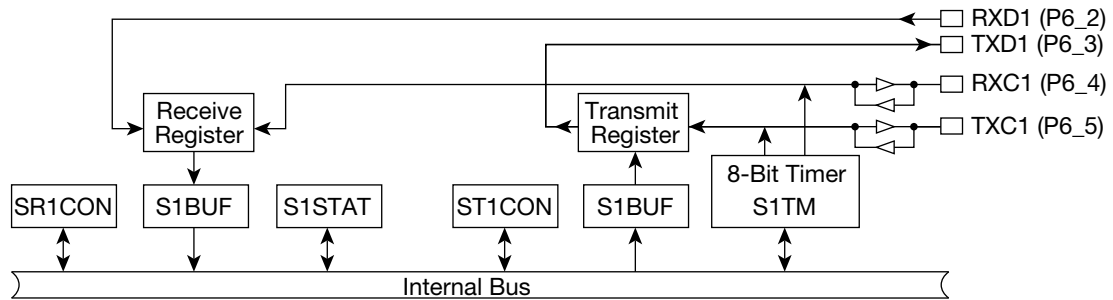 RXD1 (P6_2)
TXD1 (P6_3)
RXC1 (P6_4)
TXC1 (P6_5)
Receive
Register
Transmit
Register
8-Bit Timer
S1TM
SR1CON
S1BUF
S1STAT
ST1CON
S1BUF
Internal Bus